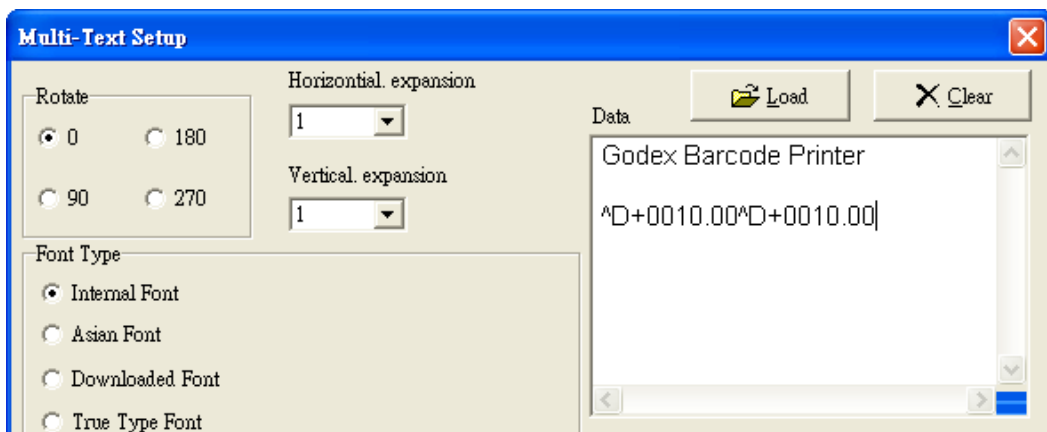 Multi-Text Setup
Rotate
0
180
90
270
Horizontial. expansion
1
Vertical. expansion
1
Load
Clear
Data
Godex Barcode Printer
^D+0010.00^D+0010.00
Font Type
Internal Font
Asian Font
Downloaded Font
True Type Font